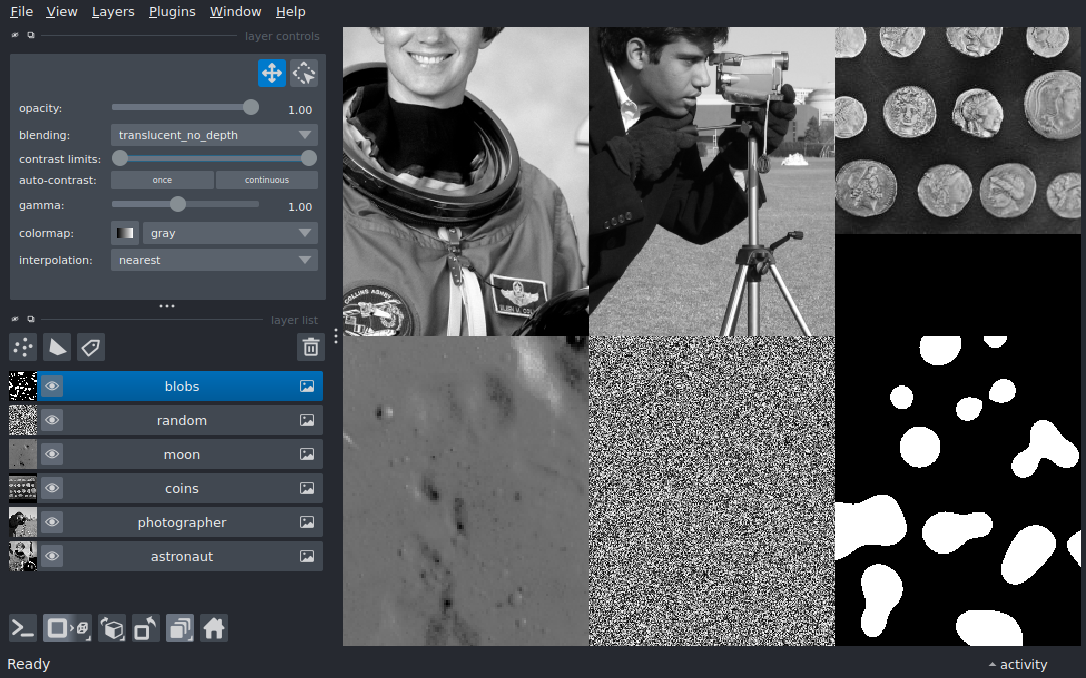 File View Layers Plugins Window Help
layer controls
opacity: 1.00
blending: translucent_no_depth
contrast limits:
auto-contrast: once continuous
gamma: 1.00
colormap: gray
interpolation: nearest
layer list
blobs
random
moon
coins
photographer
astronaut
Ready
activity